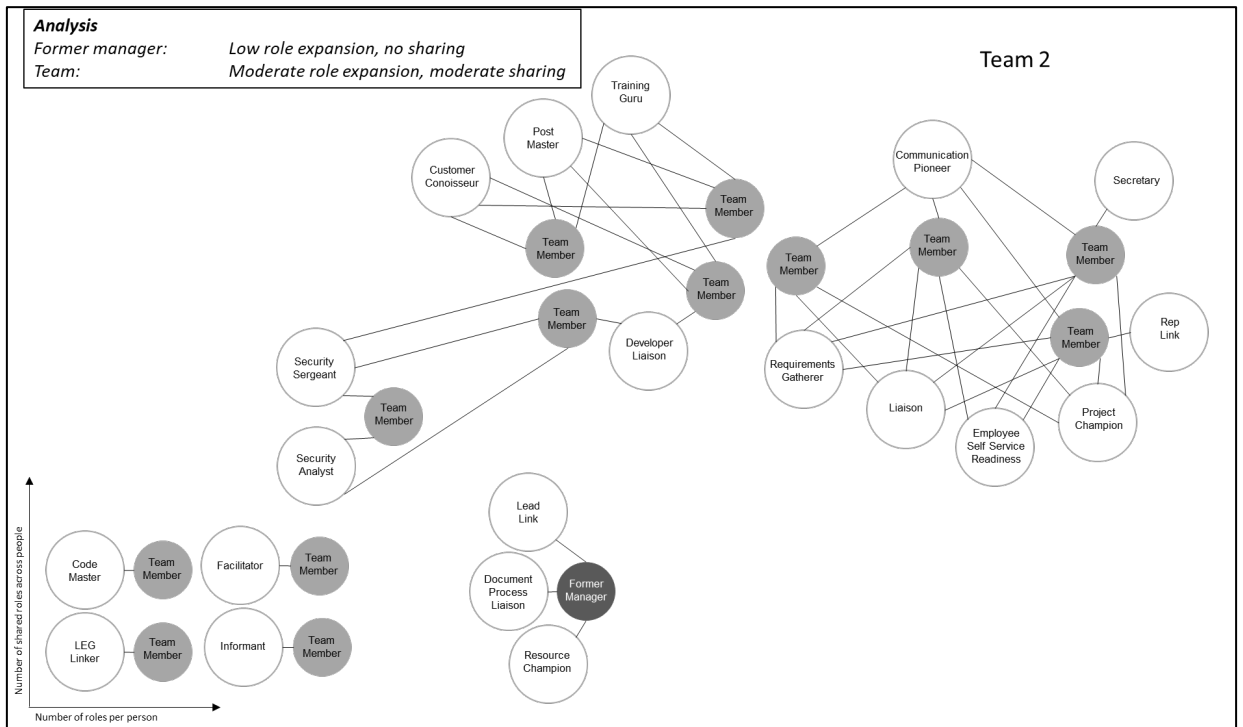 Analysis
Former manager: Low role expansion, no sharing
Team: Moderate role expansion, moderate sharing
Team 2
Training
Guru
Post
Master
Customer
Conoisseur
Team
Member
Team
Member
Team
Member
Team
Member
Developer
Liaison
Security
Sergeant
Team
Member
Security
Analyst
Communication
Pioneer
Secretary
Team
Member
Team
Member
Team
Member
Team
Member
Rep
Link
Requirements
Gatherer
Liaison
Employee
Self Service
Readiness
Project
Champion
Number of shared roles across people
Number of roles per person
Code
Master
Team
Member
Facilitator
Team
Member
LEG
Linker
Team
Member
Informant
Team
Member
Lead
Link
Document
Process
Liaison
Former
Manager
Resource
Champion